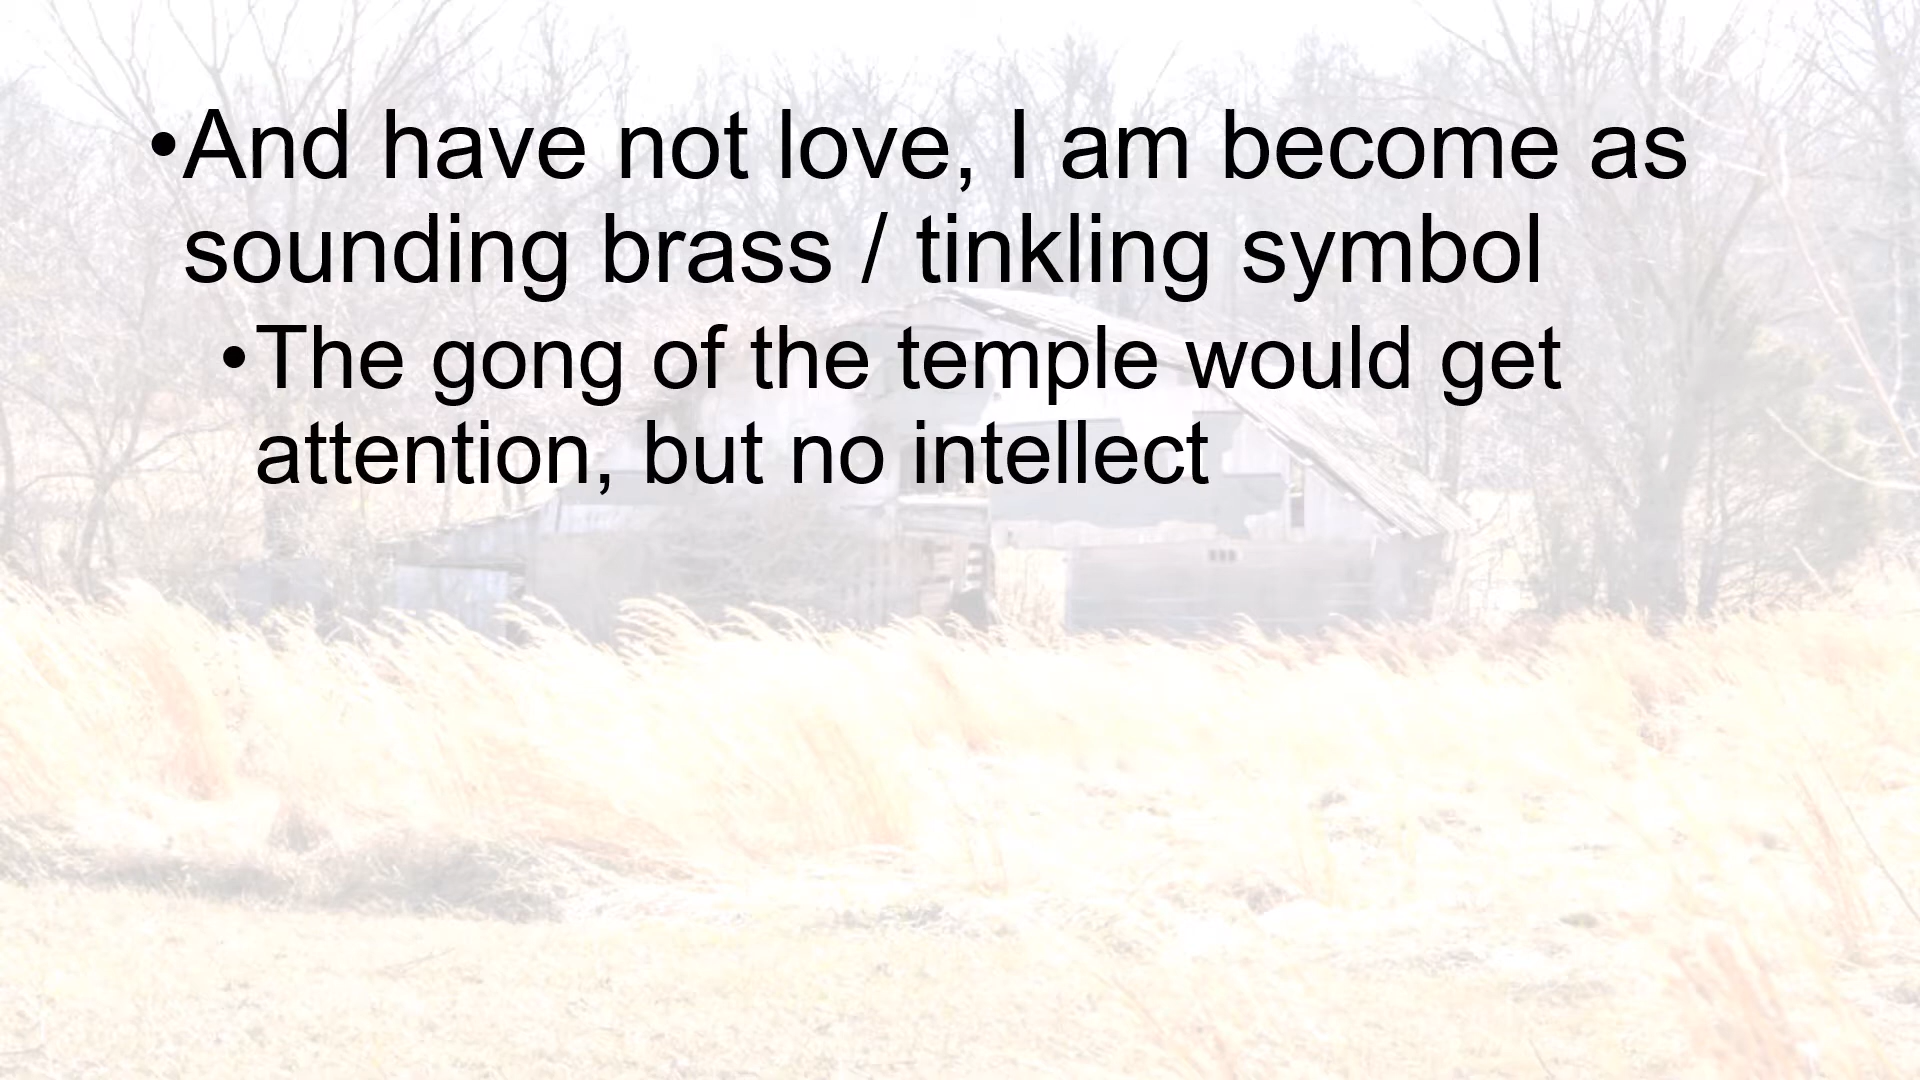 •And have not love, I am become as
sounding brass / tinkling symbol
•The gong of the temple would get
attention, but no intellect